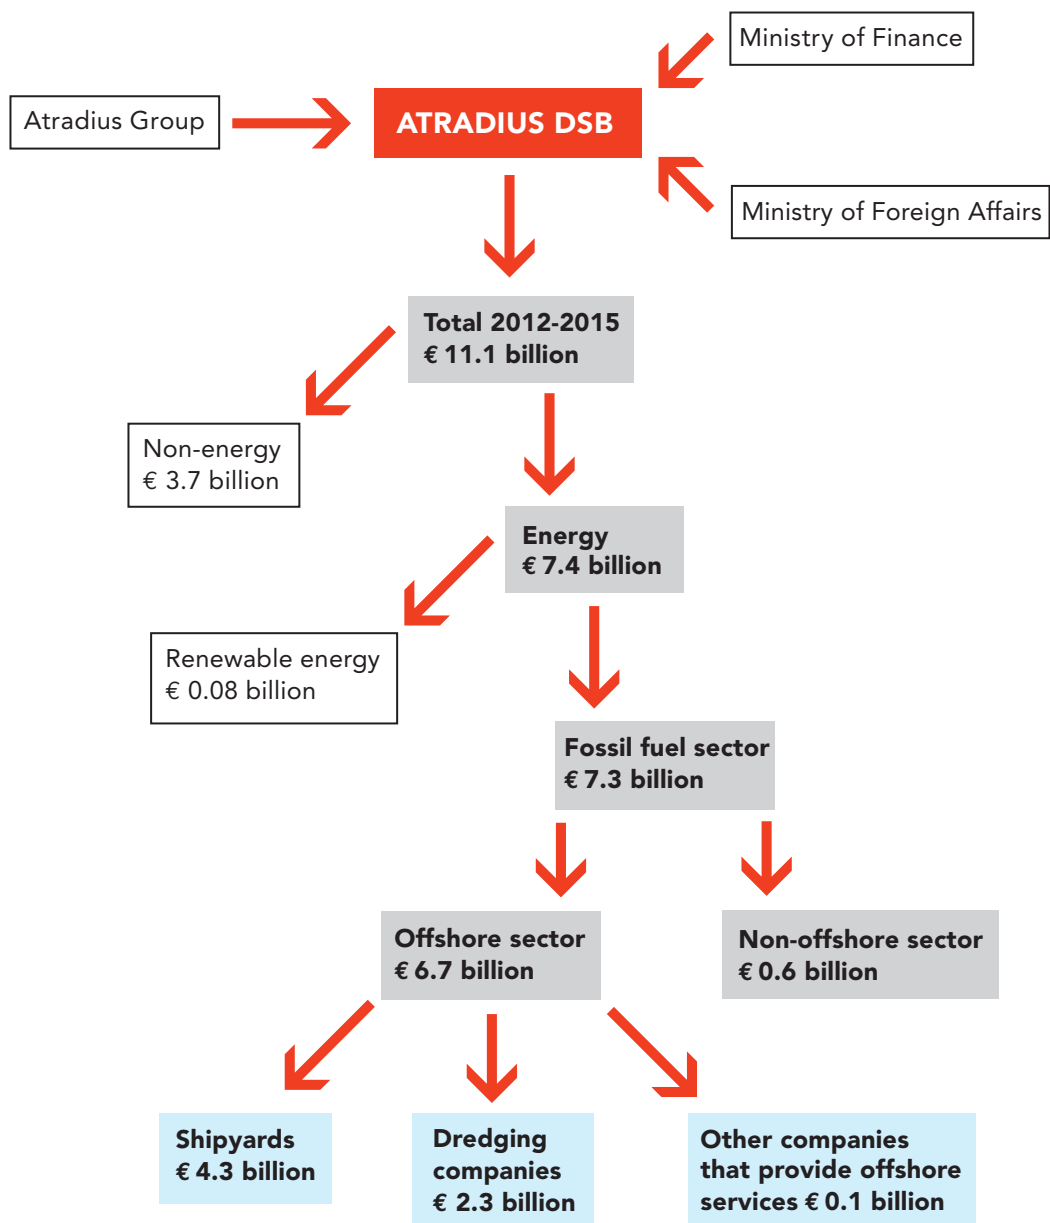 Ministry of Finance
Atradius Group
ATRADIUS DSB
Ministry of Foreign Affairs
Total 2012-2015
€ 11.1 billion
Non-energy
€ 3.7 billion
Energy
€ 7.4 billion
Renewable energy
€ 0.08 billion
Fossil fuel sector
€ 7.3 billion
Offshore sector
€ 6.7 billion
Non-offshore sector
€ 0.6 billion
Shipyards
€ 4.3 billion
Dredging
companies
€ 2.3 billion
Other companies
that provide offshore
services € 0.1 billion